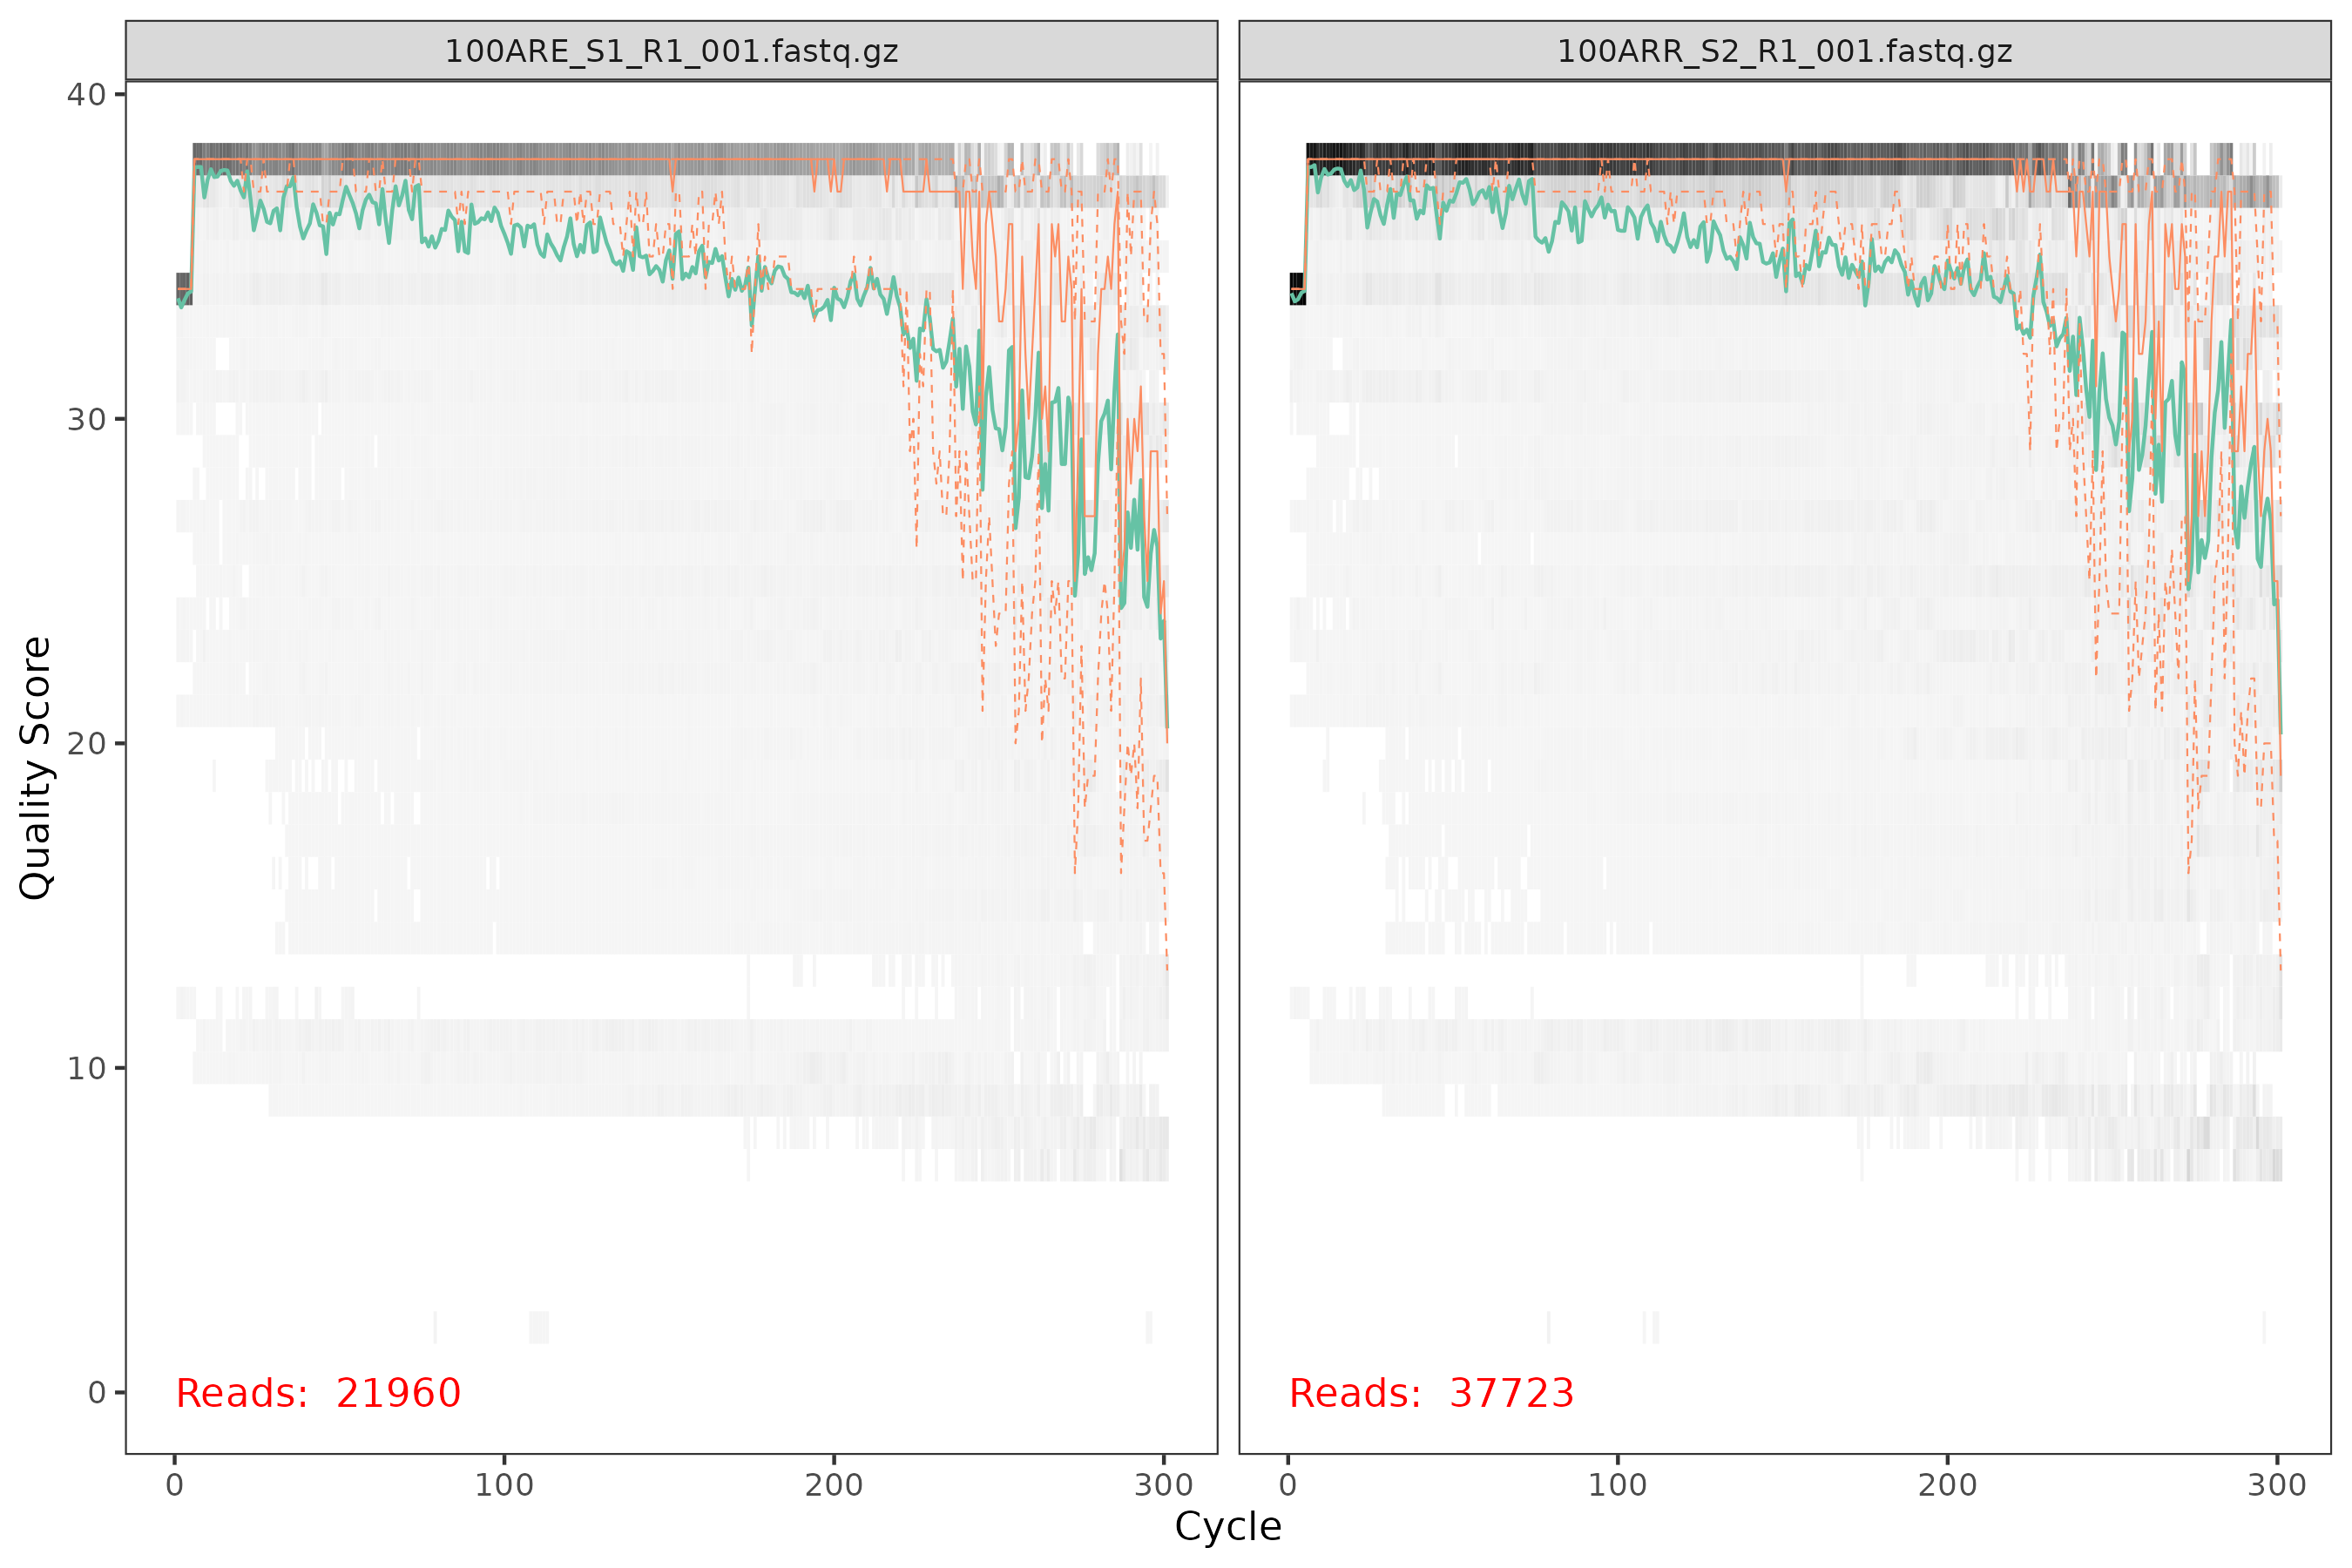 100ARE_S1_R1_001.fastq.gz
100ARR_S2_R1_001.fastq.gz
40
30
20
10
0
Quality Score
Reads: 21960
Reads: 37723
0 100 200 300
0 100 200 300
Cycle